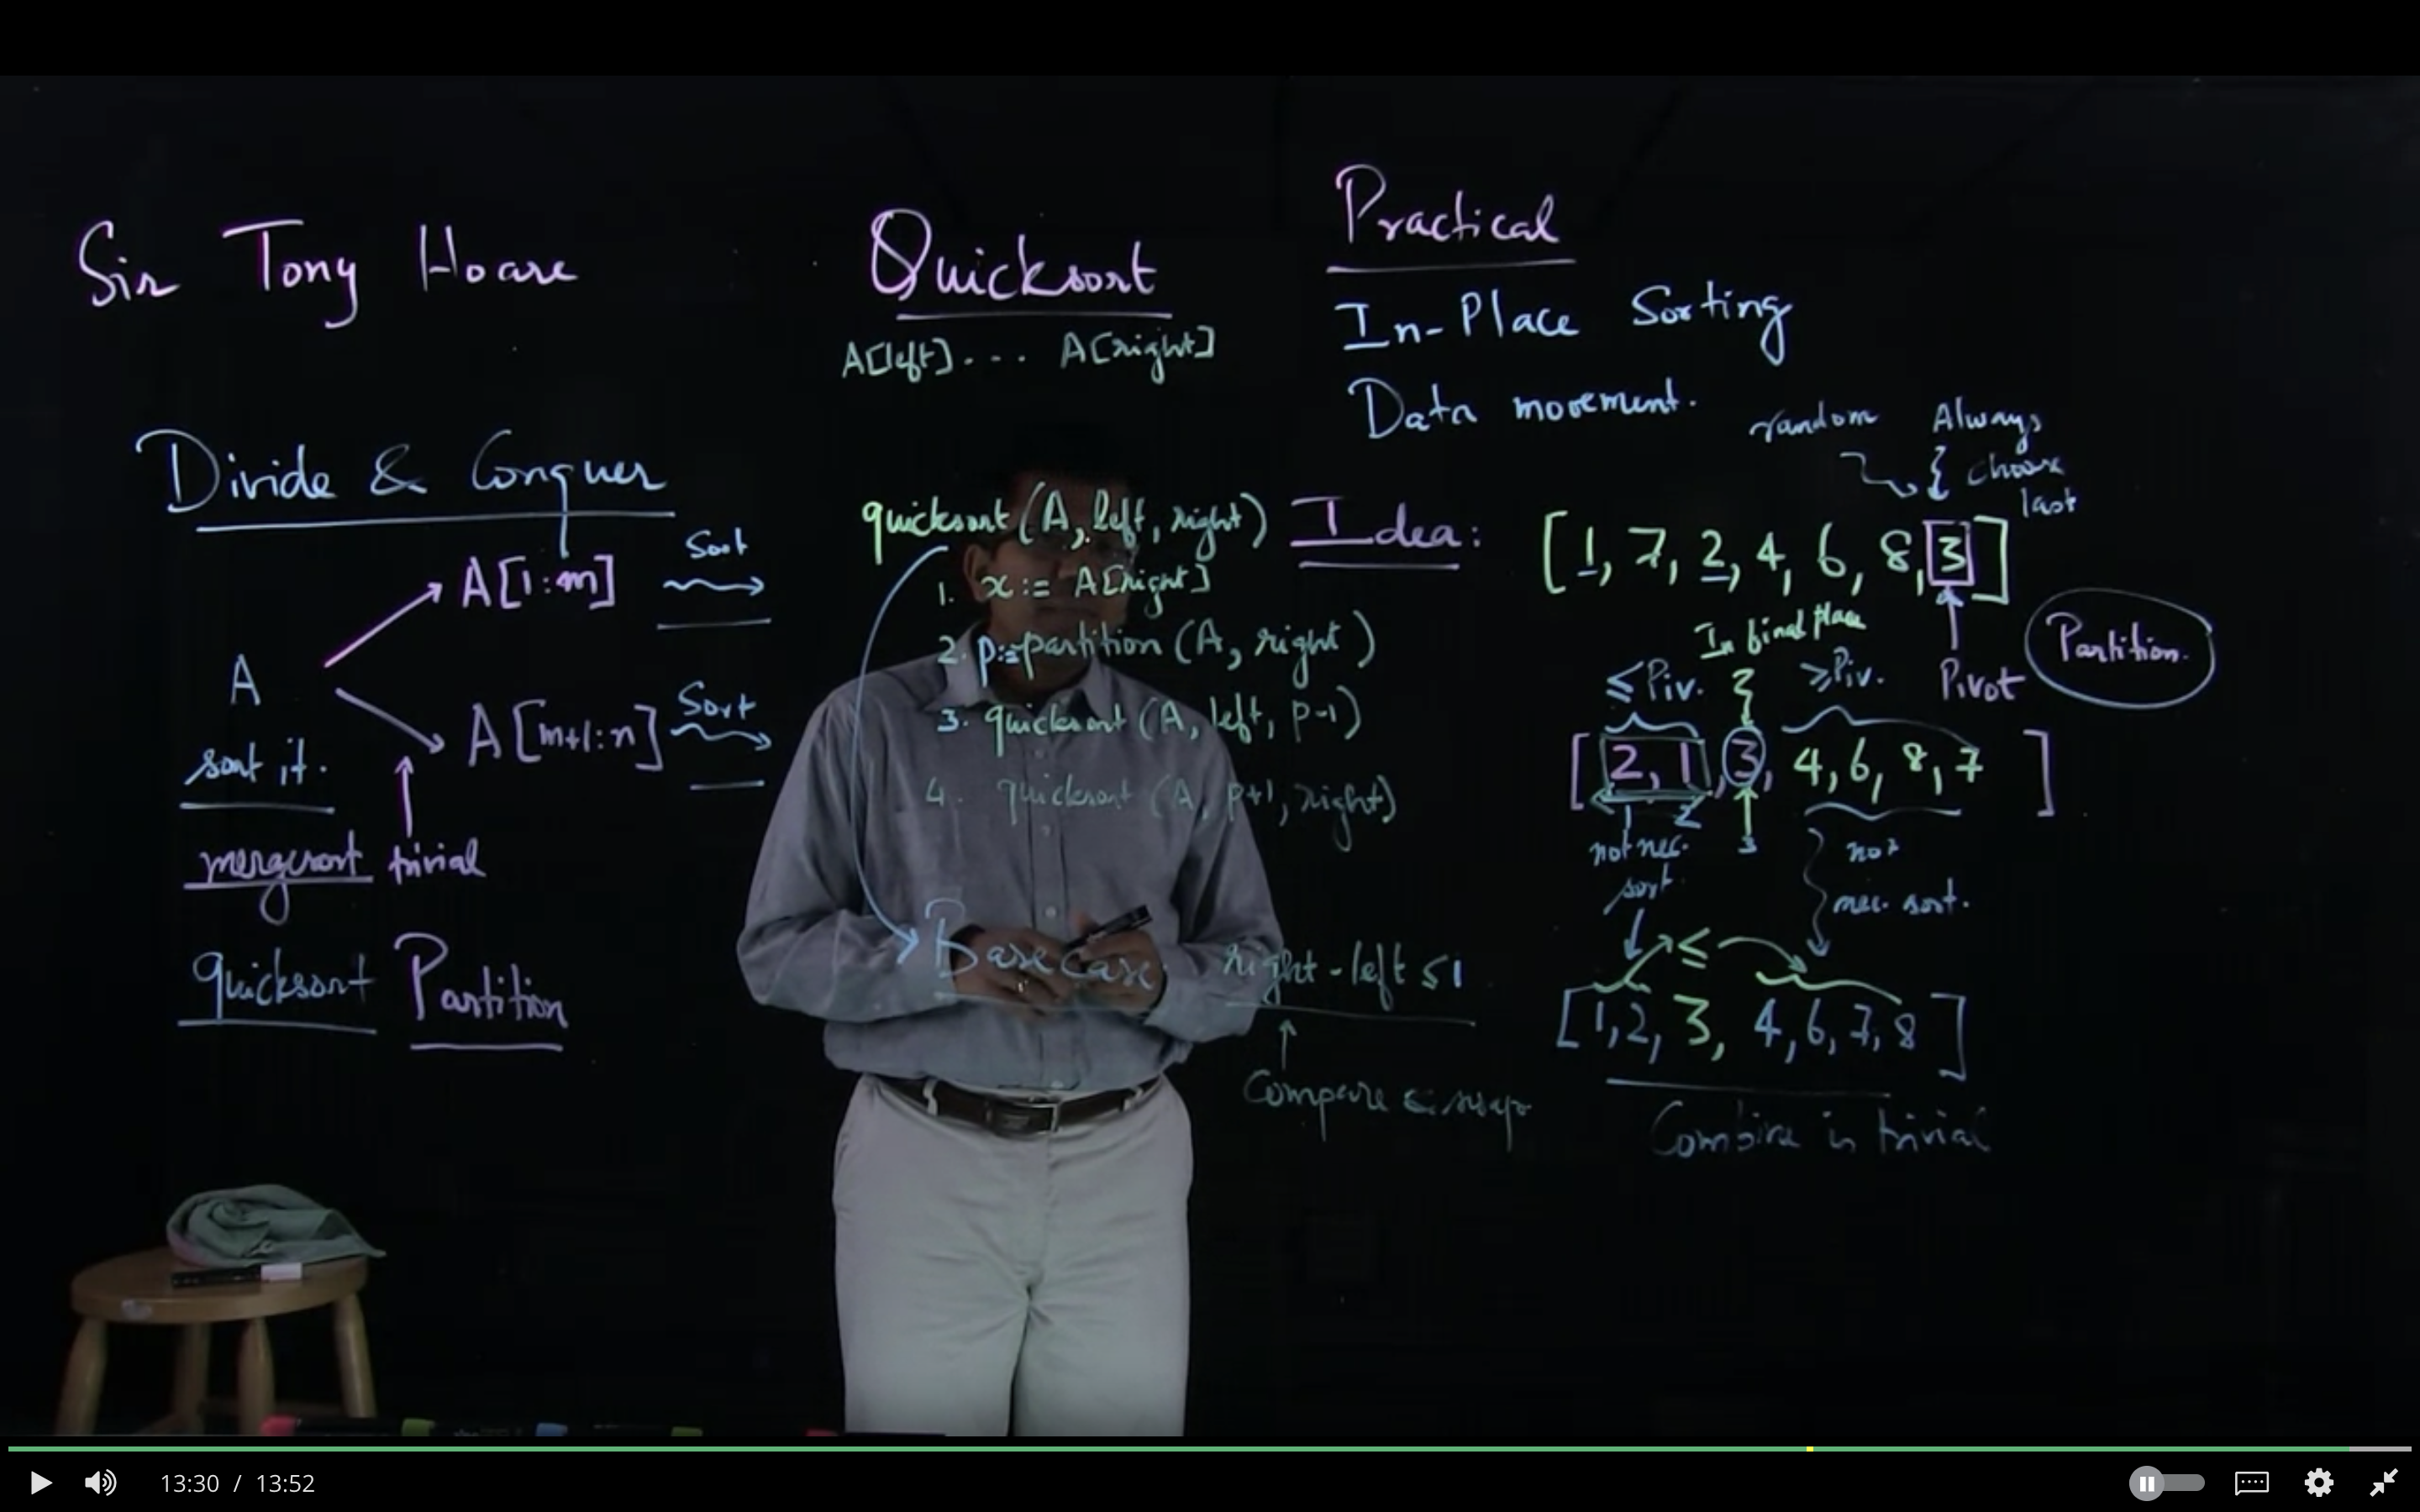 Sir Tony Hoare
Divide & Conquer
A[1:m]
Sort
A
sort it.
A[m+1:n]
Sort
mergesort
trivial
quicksort
Partition
Quicksort
A[left]... A[right]
quicksort (A, left, right)
1. x := A[right]
2. p:=partition (A, right)
3. quicksort (A, left, p-1)
4. quicksort (A, p+1, right)
Base case
right - left ≤ 1
Compare & swap
Practical
In-Place Sorting
Data movement.
random
Always
choose
last
Idea:
[1, 7, 2, 4, 6, 8, 3]
In final place
Pivot
Partition.
≤ Piv.
≥Piv.
[2, 1, 3, 4, 6, 8, 7 ]
1 2
3
not nec.
sort.
not
nec. sort.
≤
[1, 2, 3, 4, 6, 7, 8]
Combine is trivial
13:30 / 13:52